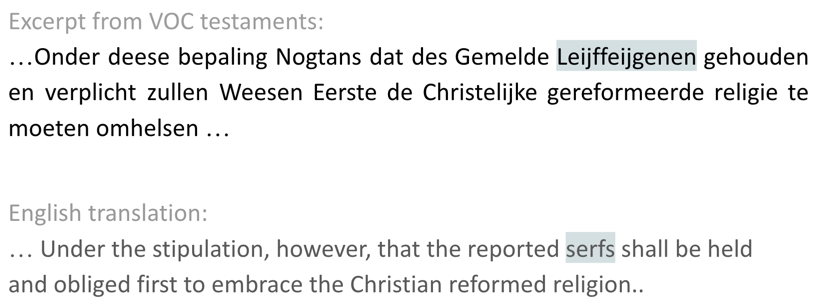 Excerpt from VOC testaments:
…Onder deese bepaling Nogtans dat des Gemelde Leijffeijgenen gehouden
en verplicht zullen Weesen Eerste de Christelijke gereformeerde religie te
moeten omhelsen …
English translation:
… Under the stipulation, however, that the reported serfs shall be held
and obliged first to embrace the Christian reformed religion..